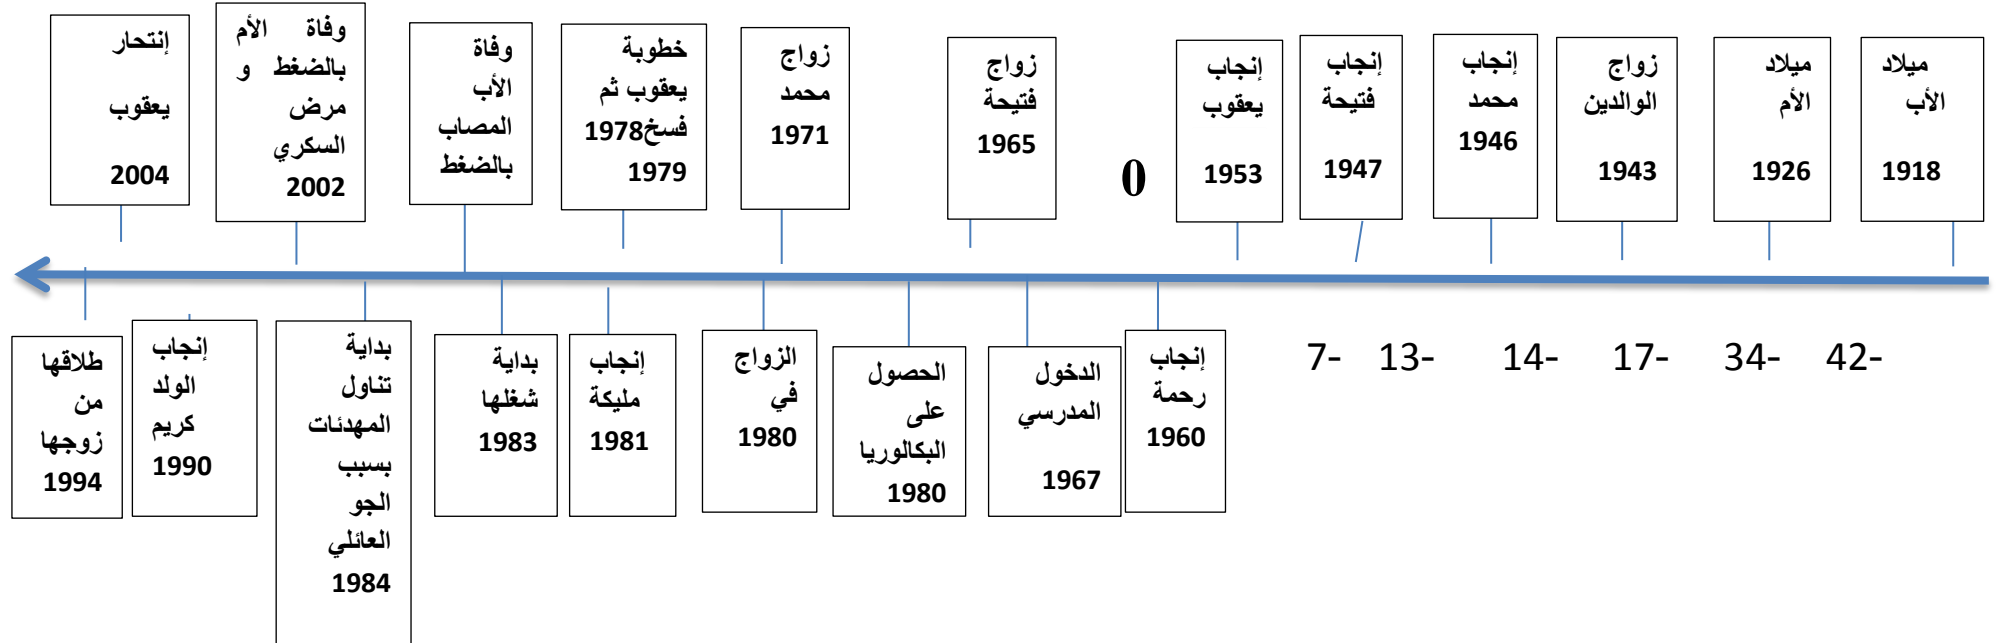 ميلاد
الأب
1918
ميلاد
الأم
1926
زواج
الوالدين
1943
إنجاب
محمد
1946
إنجاب
فتيحة
1947
إنجاب
يعقوب
1953
0
زواج
فتيحة
1965
زواج
محمد
1971
خطوبة
يعقوب ثم
فسخ1978
1979
وفاة
الأب
المصاب
بالضغط
وفاة الأم
بالضغط و
مرض
السكري
2002
إنتحار
يعقوب
2004
42-
34-
17-
14-
13-
7-
إنجاب
رحمة
1960
الدخول
المدرسي
1967
الحصول
على
البكالوريا
1980
الزواج
في
1980
إنجاب
مليكة
1981
بداية
شغلها
1983
بداية
تناول
المهدئات
بسبب
الجو
العائلي
1984
إنجاب
الولد
كريم
1990
طلاقها
من
زوجها
1994